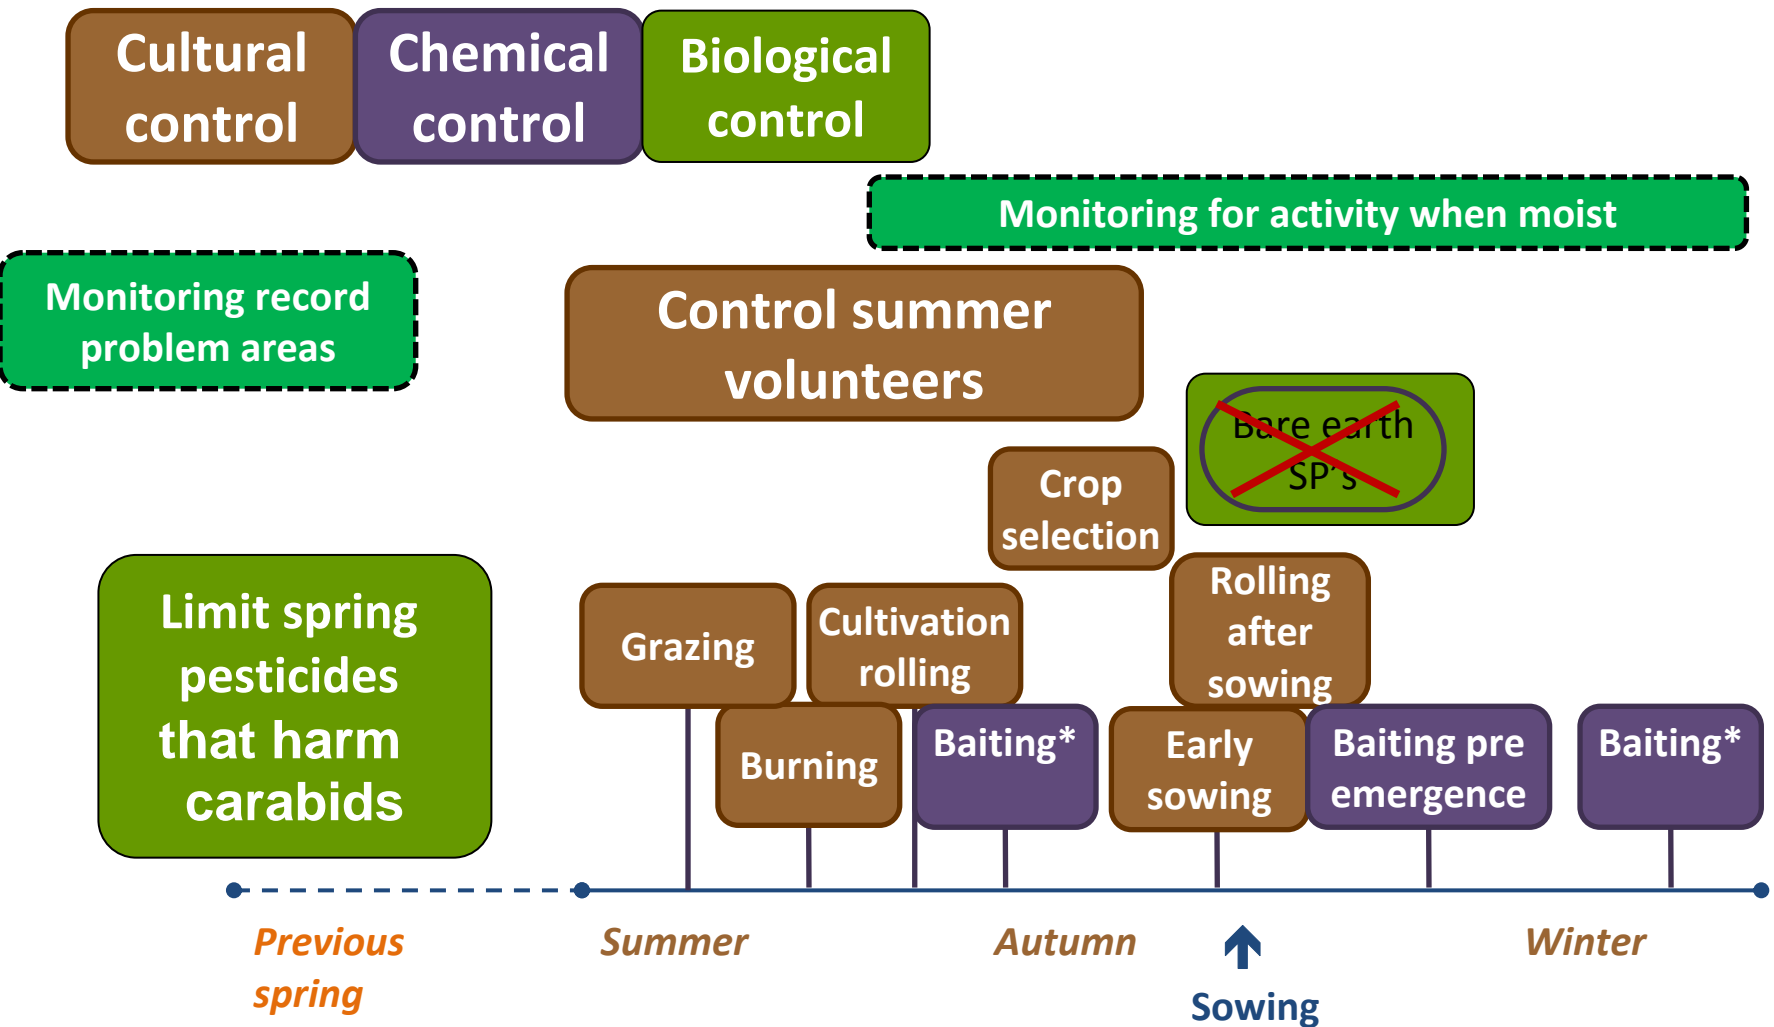 Cultural
control
Chemical
control
Biological
control
Monitoring for activity when moist
Monitoring record
problem areas
Control summer
volunteers
Bare earth
SP's
Crop
selection
Limit spring
pesticides
that harm
carabids
Grazing
Cultivation
rolling
Rolling
after
sowing
Burning
Baiting*
Early
sowing
Baiting pre
emergence
Baiting*
Previous
spring
Summer
Autumn
Winter
Sowing